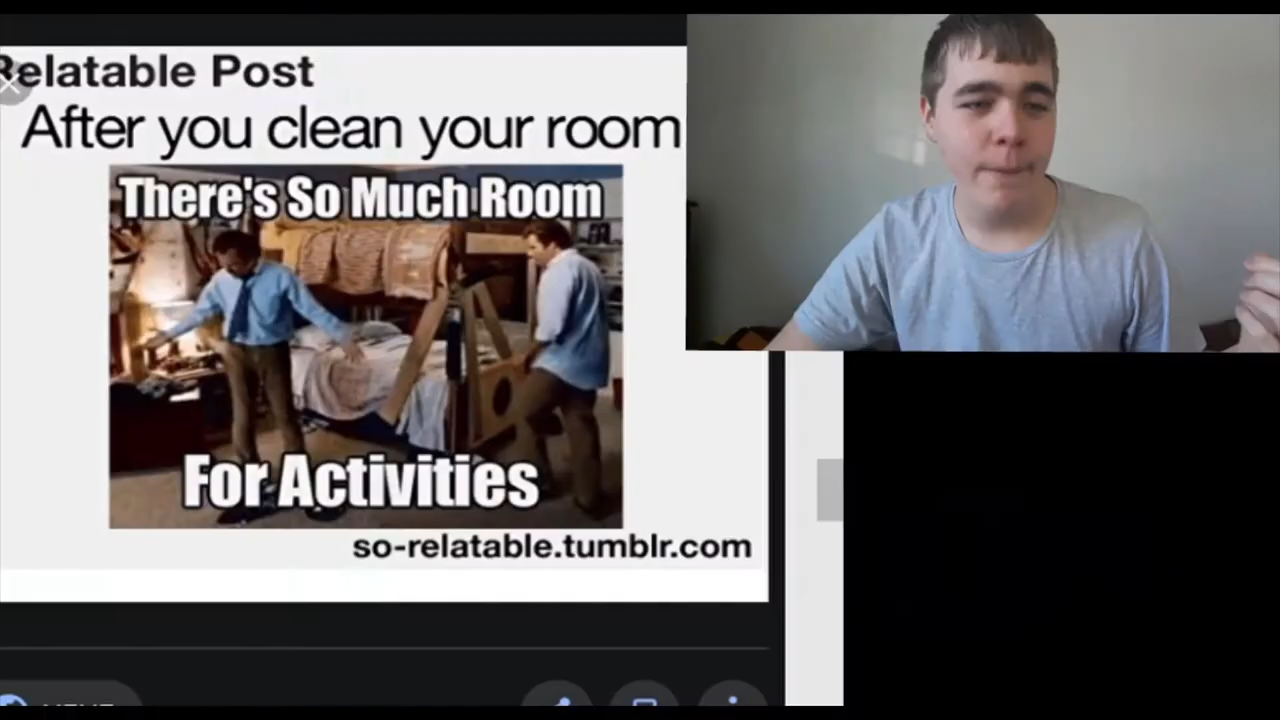 Relatable Post
After you clean your room
There's So Much Room
For Activities
so-relatable.tumblr.com